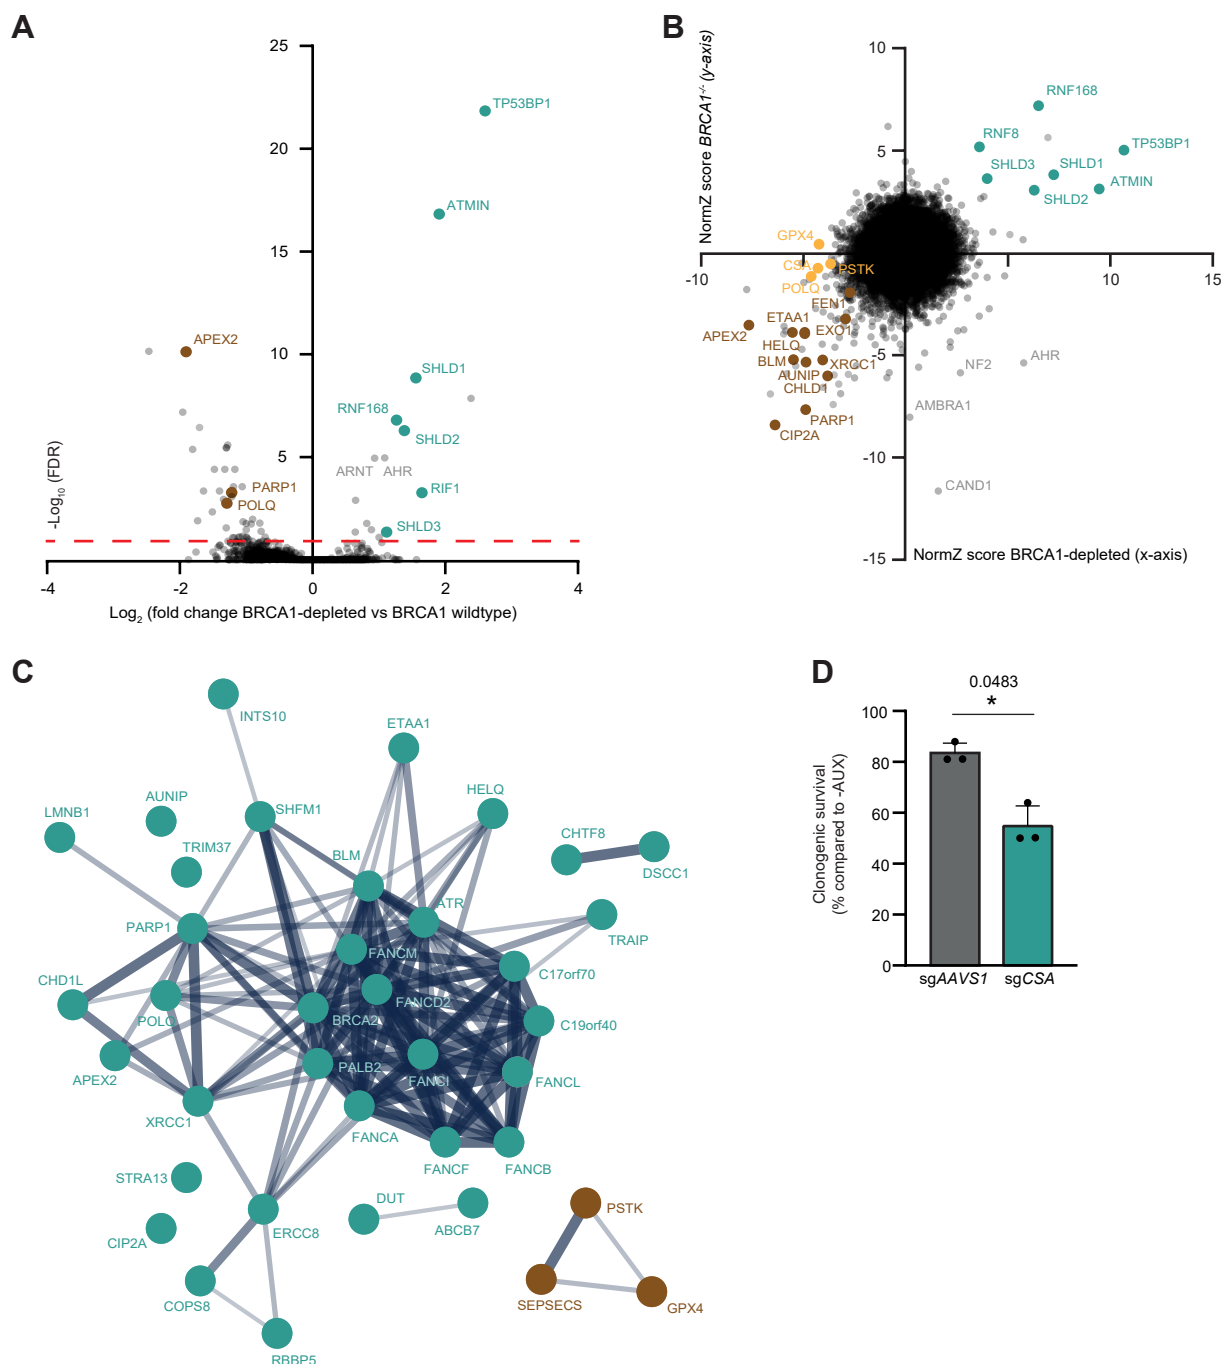 A
25
20
15
10
5
-Log10 (FDR)
TP53BP1
ATMIN
APEX2
SHLD1
RNF168
SHLD2
ARNT
AHR
PARP1
RIF1
POLQ
SHLD3
-4
-2
0
2
4
Log2 (fold change BRCA1-depleted vs BRCA1 wildtype)
B
NormZ score BRCA1-/- (y-axis)
10
5
RNF168
RNF8
TP53BP1
SHLD3
SHLD1
ATMIN
SHLD2
GPX4
CSA
PSTK
POLQ
-10
5
10
15
FEN1
ETAA1
EXO1
APEX2
HELQ
BLM
XRCC1
AUNIP
CHLD1
-5
NF2
AHR
AMBRA1
PARP1
CIP2A
-10
CAND1
-15
NormZ score BRCA1-depleted (x-axis)
C
INTS10
ETAA1
LMNB1
AUNIP
SHFM1
HELQ
CHTF8
DSCC1
TRIM37
BLM
ATR
PARP1
TRAIP
FANCM
CHD1L
C17orf70
POLQ
FANCD2
BRCA2
C19orf40
APEX2
PALB2
FANCI
FANCL
XRCC1
FANCA
FANCF
FANCB
STRA13
DUT
PSTK
CIP2A
ERCC8
ABCB7
COPS8
SEPSECS
GPX4
RBBP5
D
0.0483
*
Clonogenic survival
(% compared to -AUX)
100
80
60
40
20
0
sgAAVS1
sgCSA